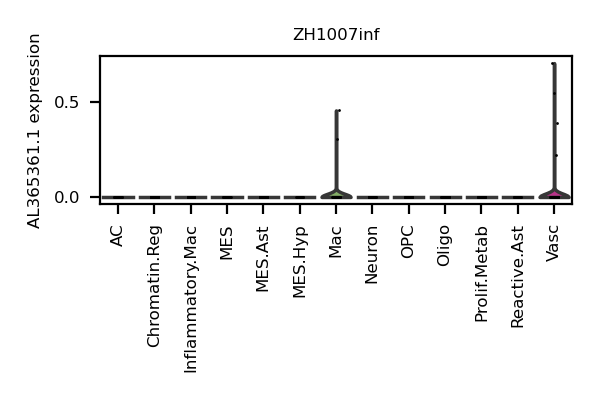 ZH1007inf
AL365361.1 expression
0.5
0.0
AC
Chromatin.Reg
Inflammatory.Mac
MES
MES.Ast
MES.Hyp
Mac
Neuron
OPC
Oligo
Prolif.Metab
Reactive.Ast
Vasc